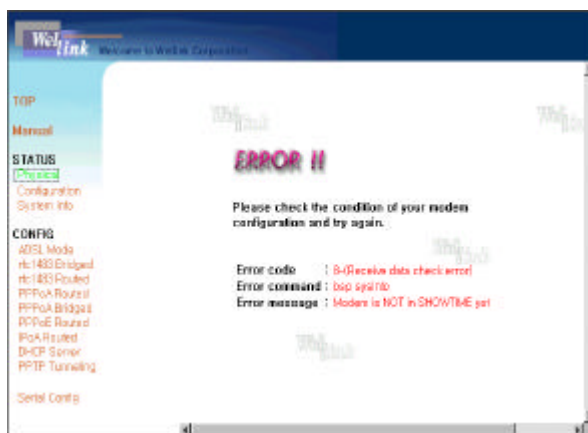 Wellink Welcome to Wellink Corporation
TOP
Manual
STATUS
Physical
Configuration
System Info
CONFIG
ADSL Mode
rfc1483 Bridged
rfc1483 Routed
PPPoA Routed
PPPoA Bridged
PPPoE Routed
IPoA Routed
DHCP Server
PPTP Tunneling
Serial Config
ERROR !!
Please check the condition of your modem
configuration and try again.
Error code : 8-(Receive data check error)
Error command : bsp sysinfo
Error message : Modem is NOT in SHOWTIME yet